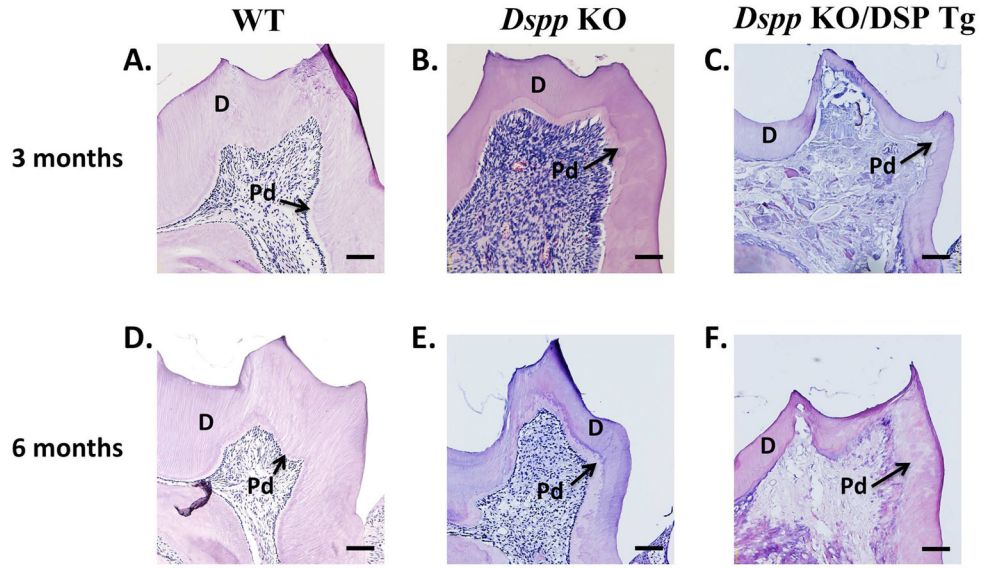 WT Dspp KO Dspp KO/DSP Tg
A. B. C.
D D D
3 months
Pd Pd Pd
D. E. F.
D D D
6 months
Pd Pd Pd